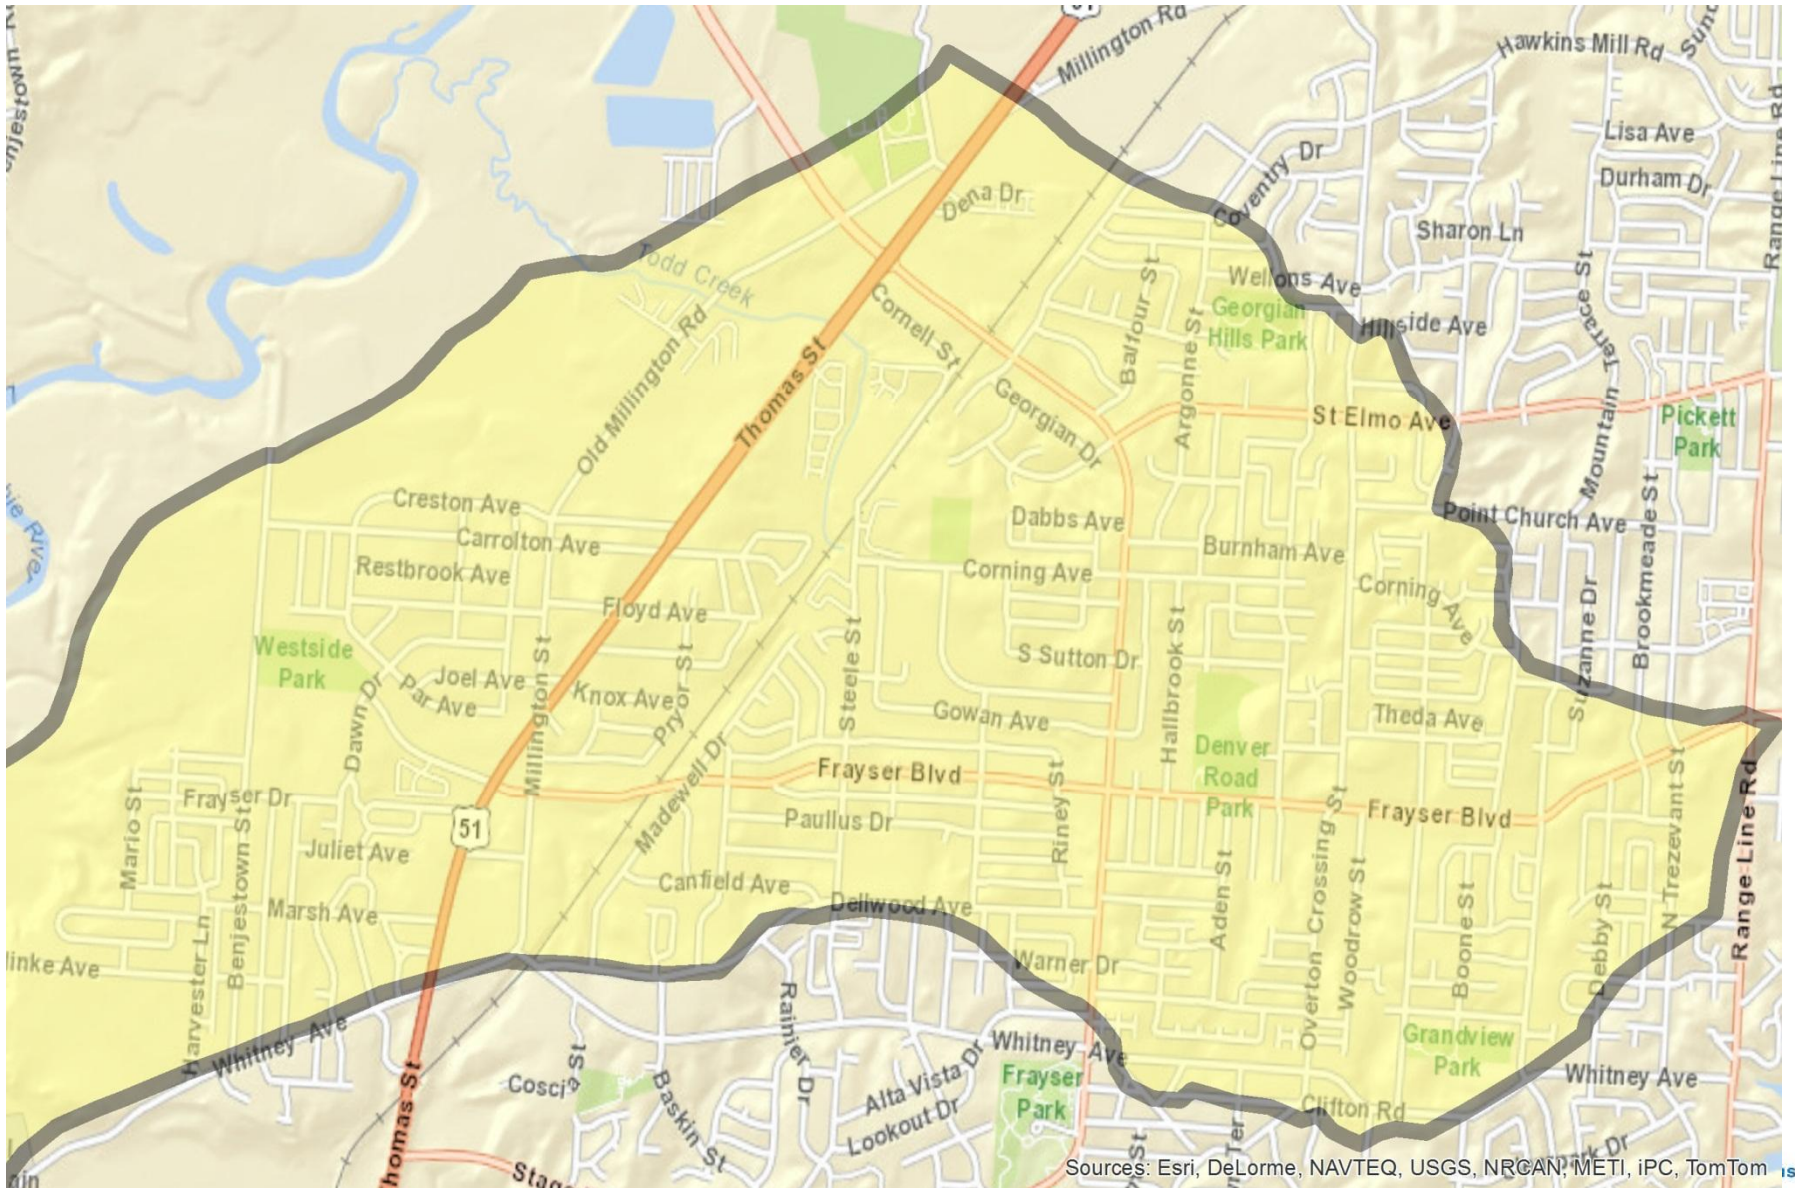 51
Millington Rd
Hawkins Mill Rd
Lisa Ave
Coventry Dr
Durham Dr
Dena Dr
Sharon Ln
Todd Creek
Wellons Ave
Georgian
Hills Park
Hillside Ave
Cornell St
Balfour St
Argonne St
Mountain Terrace St
Old Millington Rd
Thomas St
Georgian Dr
St Elmo Ave
Pickett
Park
Creston Ave
Dabbs Ave
Point Church Ave
Carrolton Ave
Burnham Ave
Restbrook Ave
Corning Ave
Corning Ave
Floyd Ave
Suzanne Dr
Brookmeade St
Westside
Park
S Sutton Dr
Hallbrook St
Joel Ave
Par Ave
Knox Ave
Millington St
Pryor St
Steele St
Dawn Dr
Gowan Ave
Theda Ave
Denver
Road
Park
Frayser Blvd
Frayser Blvd
Frayser Dr
Mario St
Benjestown St
51
Madewell Dr
Paullus Dr
Riney St
Juliet Ave
N Trezevant St
Range Line Rd
Canfield Ave
Dellwood Ave
Marsh Ave
Harvester Ln
Aden St
Overton Crossing St
Woodrow St
Boone St
Debby St
Warner Dr
Whitney Ave
Rainier Dr
Whitney Ave
Grandview
Park
Thomas St
Baskin St
Alta Vista Dr
Lookout Dr
Frayser
Park
Whitney Ave
Clifton Rd
Sources: Esri, DeLorme, NAVTEQ, USGS, NRCAN, METI, iPC, TomTom